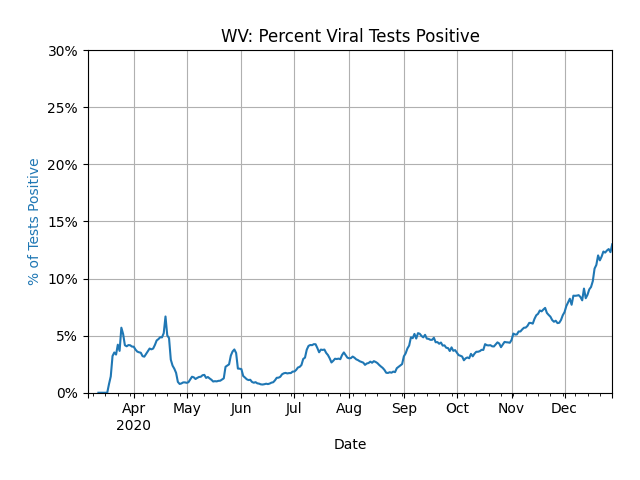 WV: Percent Viral Tests Positive
30%
25%
20%
15%
10%
5%
0%
% of Tests Positive
Apr May Jun Jul Aug Sep Oct Nov Dec
2020
Date